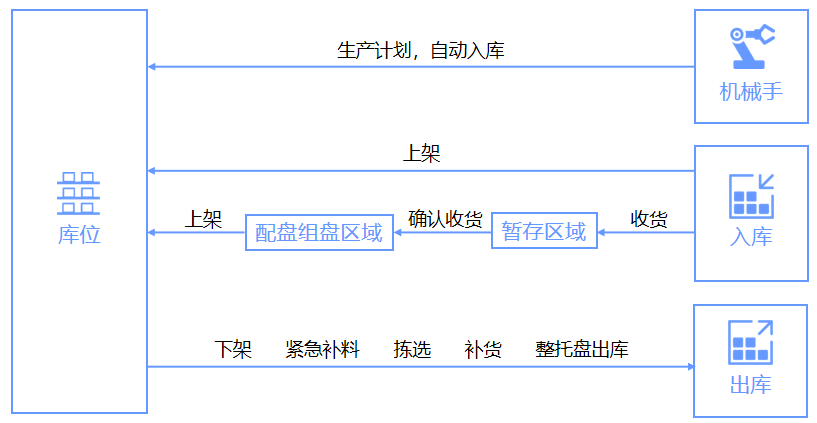 生产计划，自动入库
机械手
上架
库位
上架
配盘组盘区域
确认收货
暂存区域
收货
入库
下架 紧急补料 拣选 补货 整托盘出库
出库